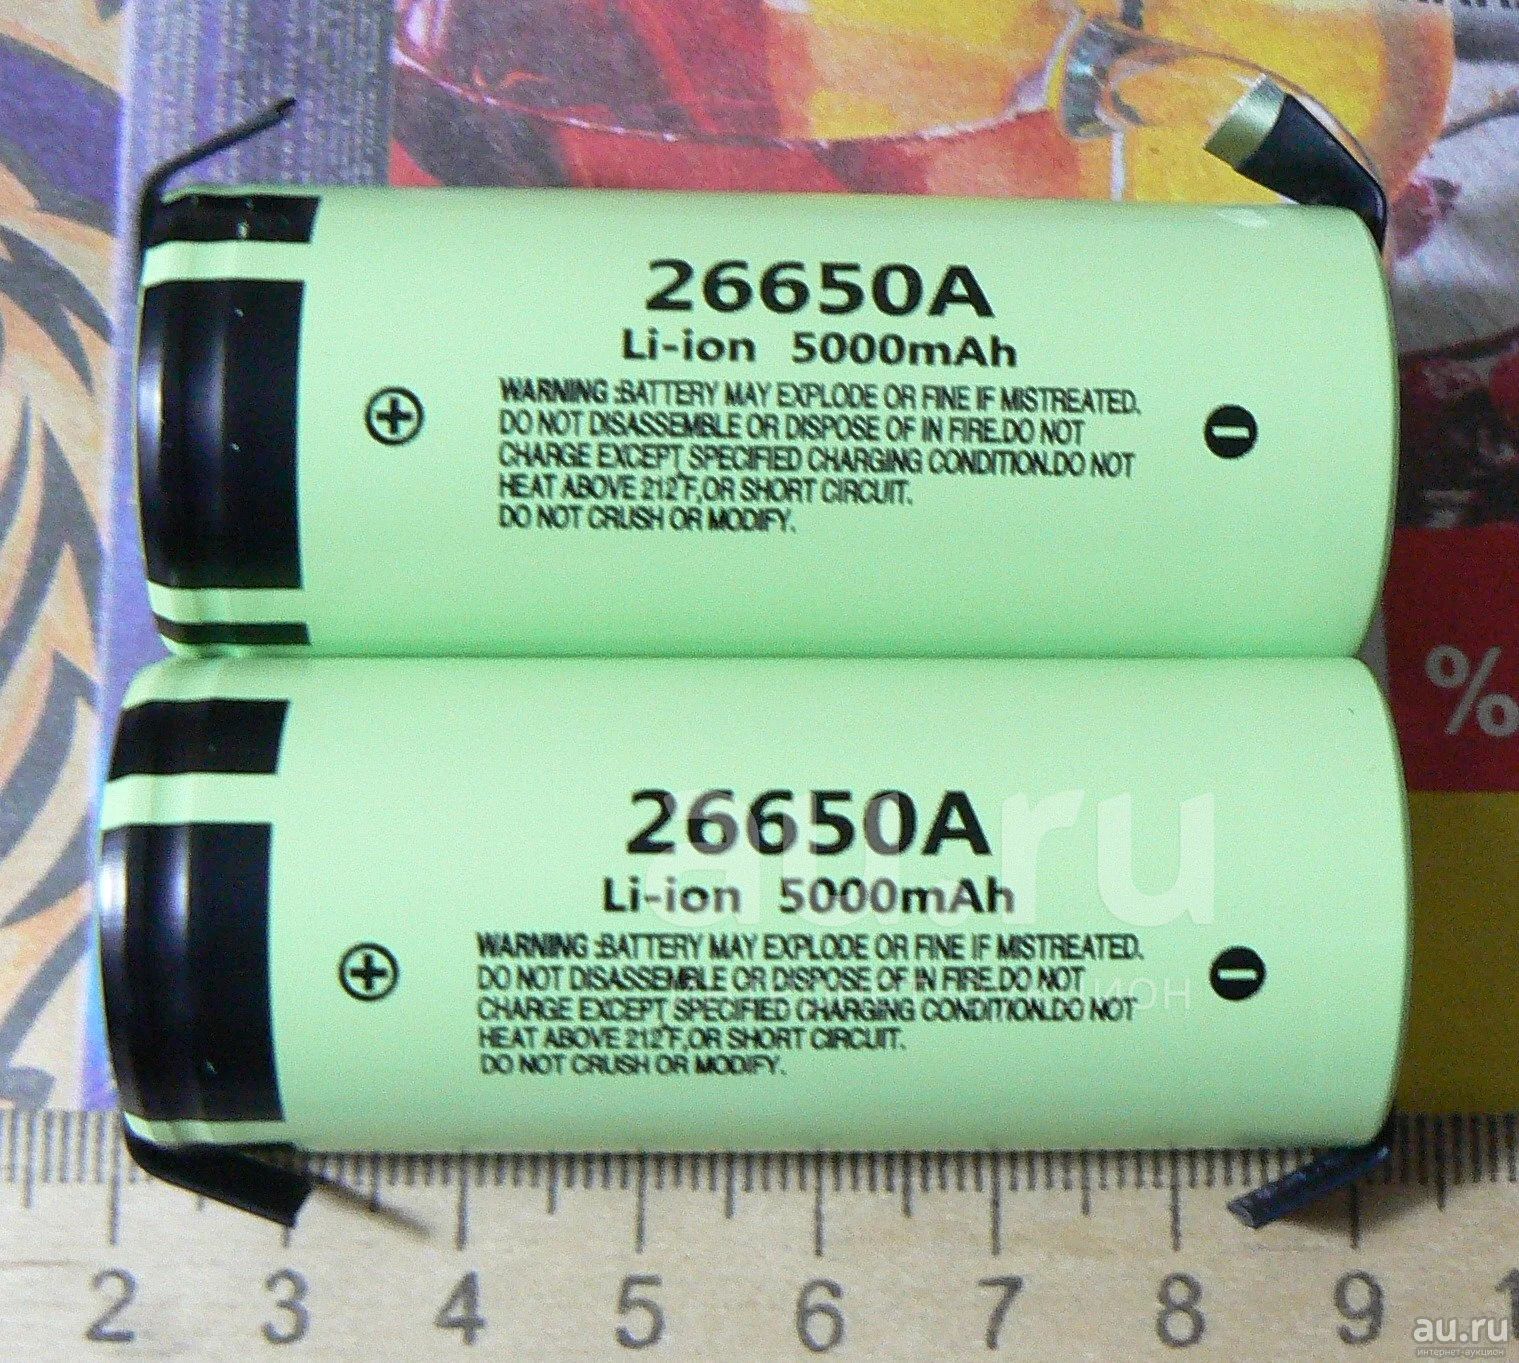 26650A
Li-ion 5000mAh
WARNING :BATTERY MAY EXPLODE OR FINE IF MISTREATED.
DO NOT DISASSEMBLE OR DISPOSE OF IN FIRE.DO NOT
CHARGE EXCEPT SPECIFIED CHARGING CONDITION.DO NOT
HEAT ABOVE 212°F,OR SHORT CIRCUIT.
DO NOT CRUSH OR MODIFY.
%
26650A
Li-ion 5000mAh
WARNING :BATTERY MAY EXPLODE OR FINE IF MISTREATED.
DO NOT DISASSEMBLE OR DISPOSE OF IN FIRE.DO NOT
CHARGE EXCEPT SPECIFIED CHARGING CONDITION.DO NOT
HEAT ABOVE 212°F,OR SHORT CIRCUIT.
DO NOT CRUSH OR MODIFY.
au.ru
2 3 4 5 6 7 8 9
au.ru
интернет-аукцион